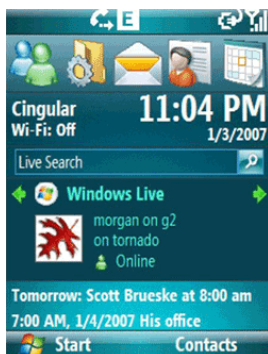 E
Cingular
11:04 PM
Wi-Fi: Off
1/3/2007
Live Search
Windows Live
morgan on g2
on tornado
Online
Tomorrow: Scott Brueske at 8:00 am
7:00 AM, 1/4/2007 His office
Start
Contacts